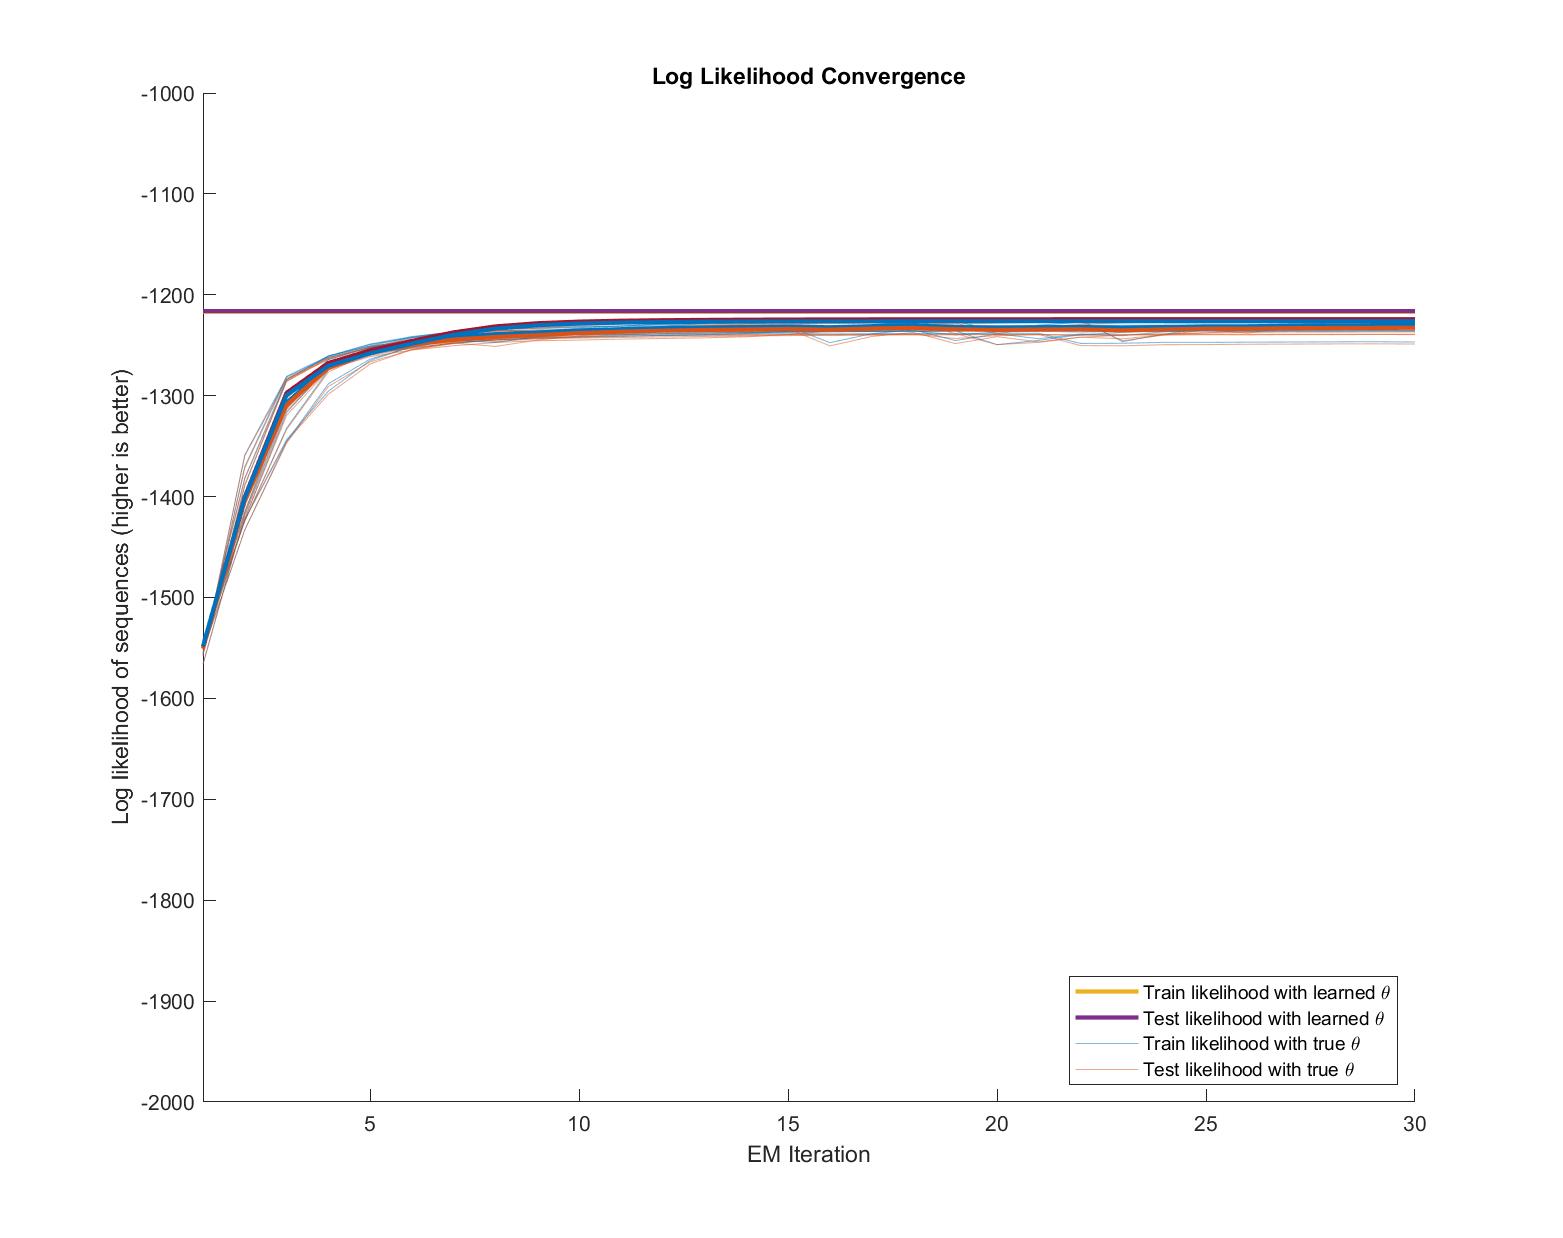 Log Likelihood Convergence
-1000
-1100
-1200
-1300
-1400
-1500
-1600
-1700
-1800
-1900
-2000
Log likelihood of sequences (higher is better)
5 10 15 20 25 30
EM Iteration
Train likelihood with learned θ
Test likelihood with learned θ
Train likelihood with true θ
Test likelihood with true θ